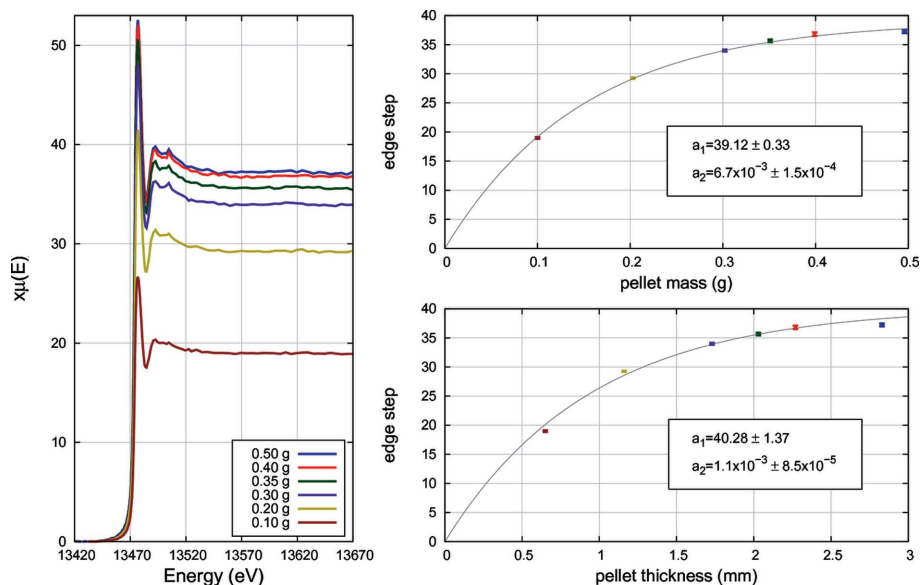 xμ(E)
50
40
30
20
10
0
13420 13470 13520 13570 13620 13670
Energy (eV)
0.50 g
0.40 g
0.35 g
0.30 g
0.20 g
0.10 g
edge step
40
35
30
25
20
15
10
5
0
a₁=39.12 ± 0.33
a₂=6.7x10⁻³ ± 1.5x10⁻⁴
0 0.1 0.2 0.3 0.4 0.5
pellet mass (g)
edge step
40
35
30
25
20
15
10
5
0
a₁=40.28 ± 1.37
a₂=1.1x10⁻³ ± 8.5x10⁻⁵
0 0.5 1 1.5 2 2.5 3
pellet thickness (mm)